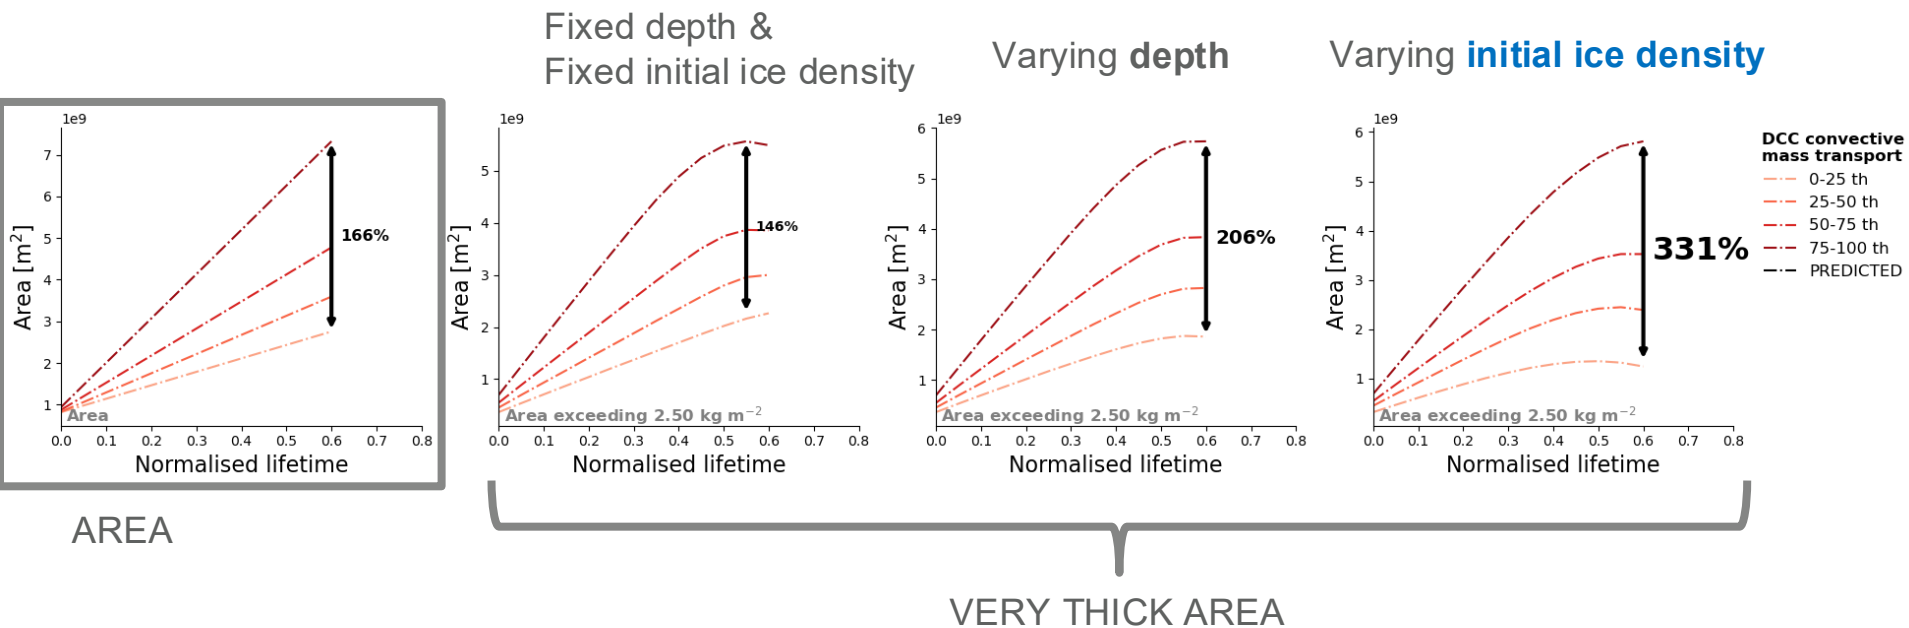 Fixed depth &
Fixed initial ice density
Varying depth
Varying initial ice density
1e9
7
6
5
4
3
2
1
Area [m²]
166%
Area
0.0 0.1 0.2 0.3 0.4 0.5 0.6 0.7 0.8
Normalised lifetime
AREA
1e9
5
4
3
2
1
Area [m²]
146%
Area exceeding 2.50 kg m⁻²
0.0 0.1 0.2 0.3 0.4 0.5 0.6 0.7 0.8
Normalised lifetime
1e9
6
5
4
3
2
1
Area [m²]
206%
Area exceeding 2.50 kg m⁻²
0.0 0.1 0.2 0.3 0.4 0.5 0.6 0.7 0.8
Normalised lifetime
1e9
6
5
4
3
2
1
Area [m²]
331%
Area exceeding 2.50 kg m⁻²
0.0 0.1 0.2 0.3 0.4 0.5 0.6 0.7 0.8
Normalised lifetime
DCC convective
mass transport
0-25 th
25-50 th
50-75 th
75-100 th
PREDICTED
VERY THICK AREA